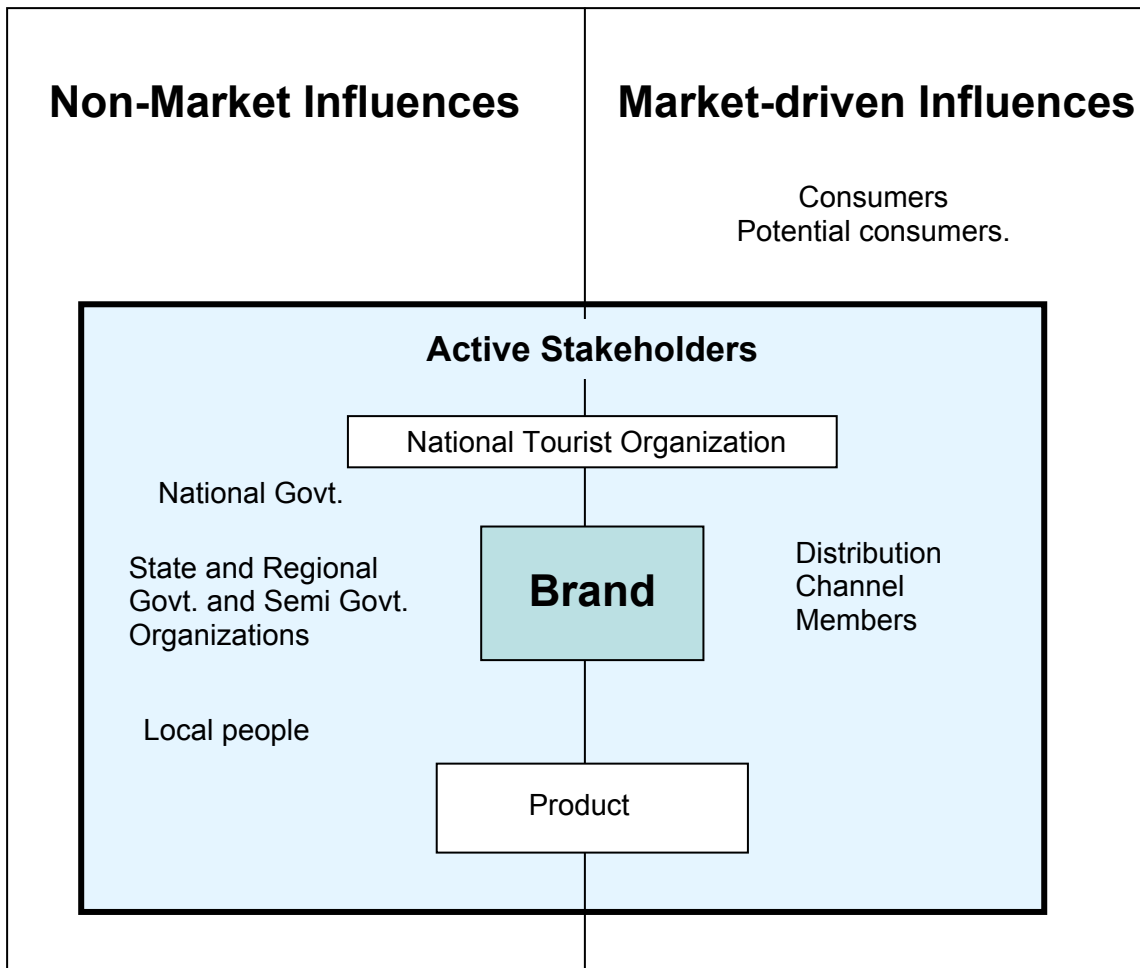 Non-Market Influences
Market-driven Influences
Consumers
Potential consumers.
Active Stakeholders
National Tourist Organization
National Govt.
State and Regional
Govt. and Semi Govt.
Organizations
Brand
Distribution
Channel
Members
Local people
Product